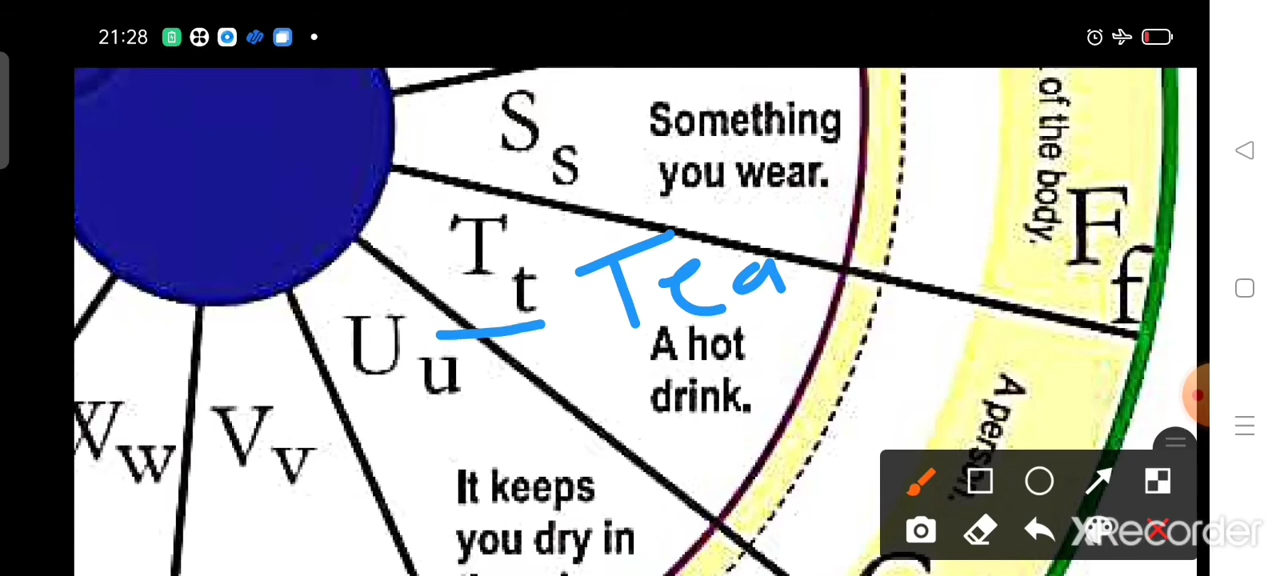 21:28
S s
Something
you wear.
of the body.
F f
T t
Tea
A hot
drink.
A person.
U u
V v
W w
It keeps
you dry in
XRecorder